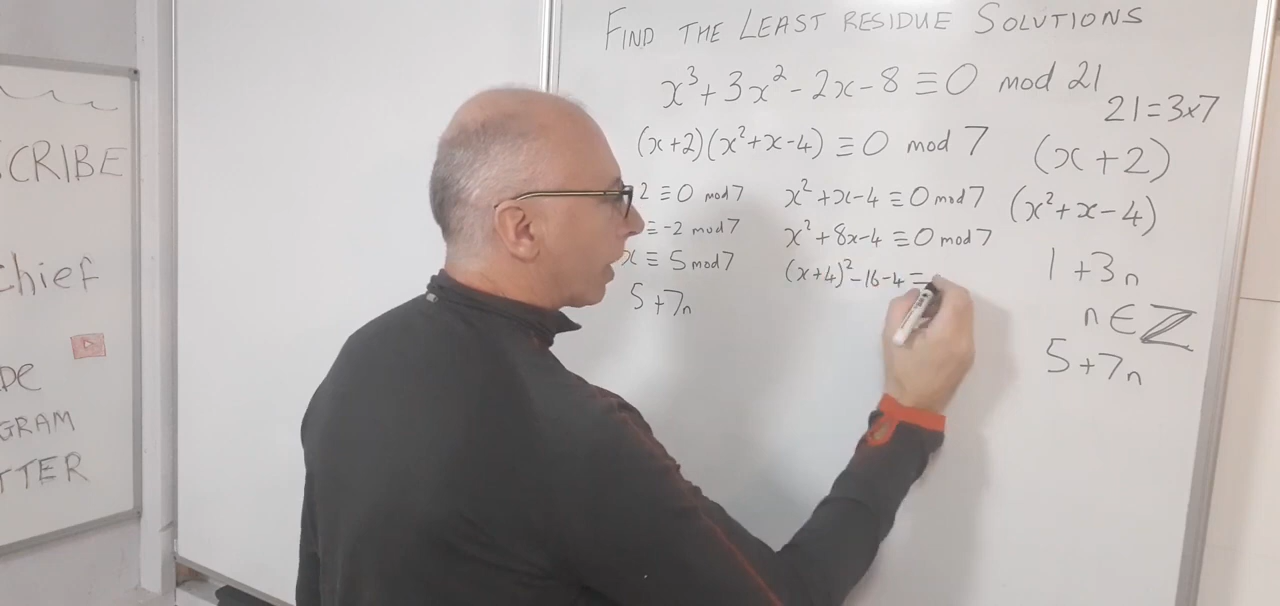 FIND THE LEAST RESIDUE SOLUTIONS
x³ + 3x² - 2x - 8 ≡ 0 mod 21
21 = 3×7
(x+2)(x²+x-4) ≡ 0 mod 7
2 ≡ 0 mod 7
≡ -2 mod 7
x ≡ 5 mod 7
5 + 7n
x² + x - 4 ≡ 0 mod 7
x² + 8x - 4 ≡ 0 mod 7
(x+4)² - 16 - 4 =
(x+2)
(x²+x-4)
1 + 3n
n ∈ ℤ
5 + 7n
CRIBE
chief
GRAM
TTER